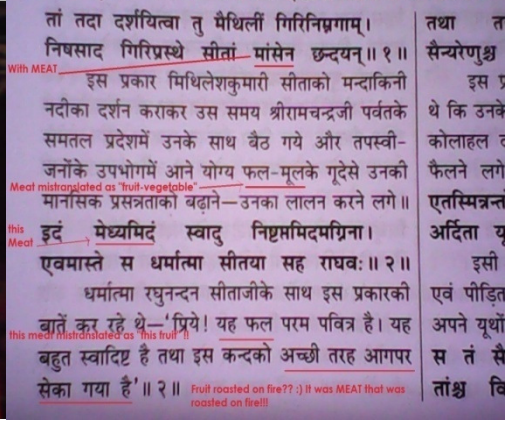 तां तदा दर्शयित्वा तु मैथिलीं गिरिनिम्नगाम्।
निषसाद गिरिप्रस्थे सीतां मांसेन छन्दयन्॥ १॥
With MEAT
इस प्रकार मिथिलेशकुमारी सीताको मन्दाकिनी
नदीका दर्शन कराकर उस समय श्रीरामचन्द्रजी पर्वतके
समतल प्रदेशमें उनके साथ बैठ गये और तपस्वी-
जनोंके उपभोगमें आने योग्य फल-मूलके गूदेसे उनकी
Meat mistranslated as "fruit-vegetable"
मानसिक प्रसन्नताको बढ़ाने—उनका लालन करने लगे॥
this
Meat
इदं मेध्यमिदं स्वादु निष्टप्तमिदमग्निना।
एवमास्ते स धर्मात्मा सीतया सह राघवः॥ २॥
धर्मात्मा रघुनन्दन सीताजीके साथ इस प्रकारकी
बातें कर रहे थे—'प्रिये! यह फल परम पवित्र है। यह
this meat mistranslated as "this fruit" !!
बहुत स्वादिष्ट है तथा इस कन्दको अच्छी तरह आगपर
सेका गया है'॥ २॥
Fruit roasted on fire?? :) It was MEAT that was
roasted on fire!!!
तथा
सैन्यरेणुश्च
इस
थे कि उनके
कोलाहल
फैलने लगे
एतस्मिन्नन्त
अर्दिता यू
इसी
एवं पीड़ित
अपने यूथों
स तं सै
तांश्च वि